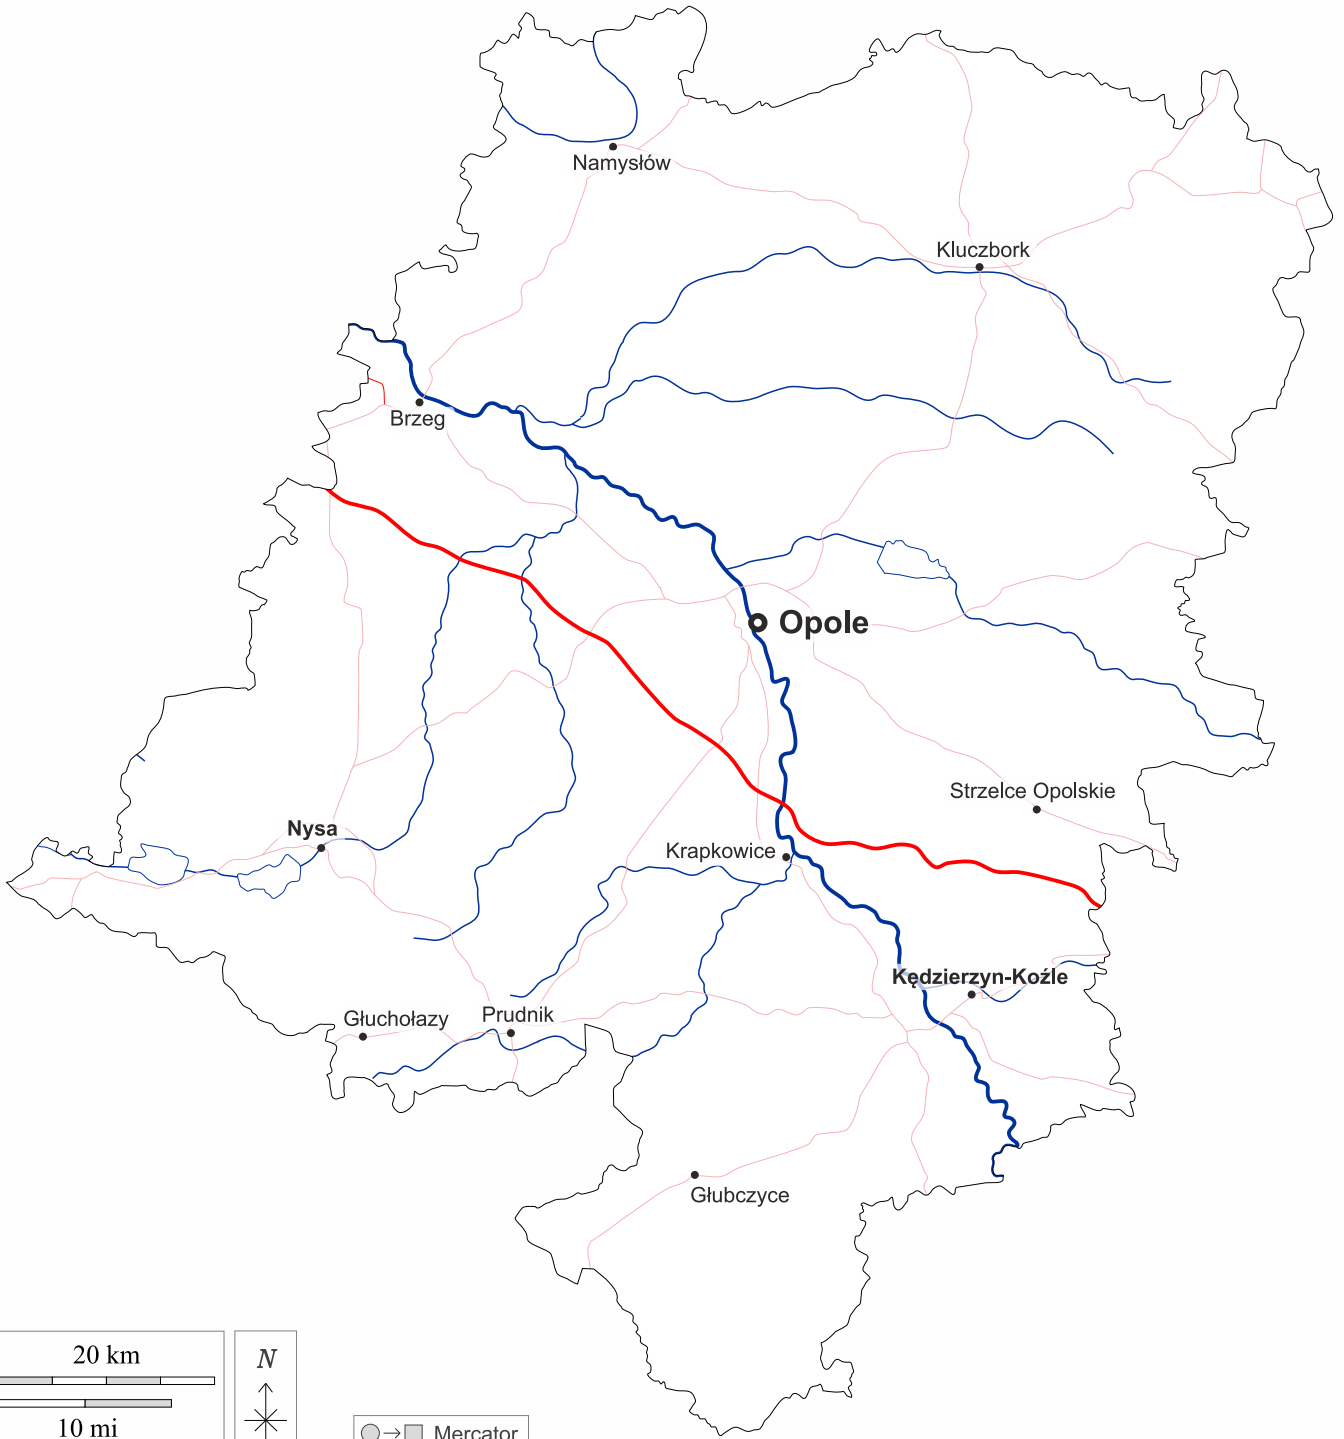 Namysłów
Kluczbork
Brzeg
Opole
Strzelce Opolskie
Nysa
Krapkowice
Kędzierzyn-Koźle
Głuchołazy
Prudnik
Głubczyce
20 km
10 mi
N
Mercator